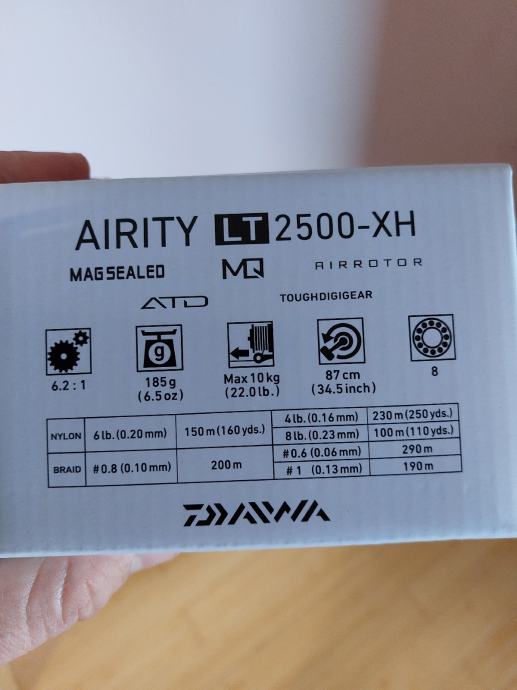 AIRITY LT 2500-XH
MAGSEALED MQ AIRROTOR
ATD TOUGHDIGIGEAR
g
6.2 : 1 185g (6.5oz) Max 10kg (22.0lb.) 87cm (34.5inch) 8
NYLON 6lb.(0.20mm) 150m(160yds.) 4lb.(0.16mm) 230m(250yds.)
8lb.(0.23mm) 100m(110yds.)
BRAID #0.8(0.10mm) 200m #0.6(0.06mm) 290m
#1 (0.13mm) 190m
DAIWA